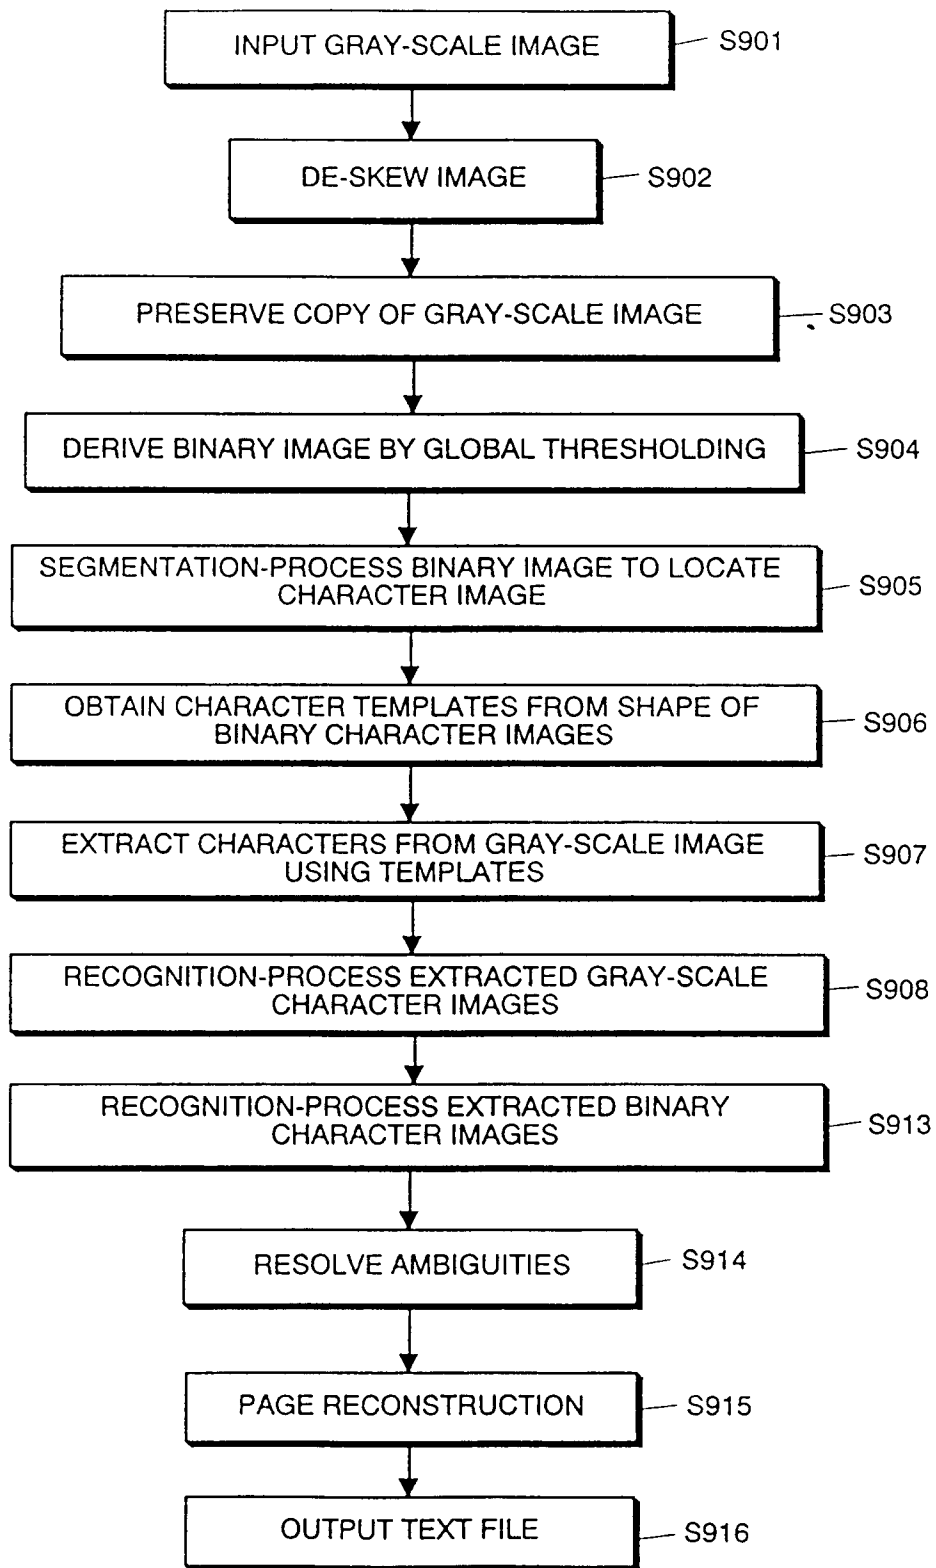 INPUT GRAY-SCALE IMAGE
S901
DE-SKEW IMAGE
S902
PRESERVE COPY OF GRAY-SCALE IMAGE
S903
DERIVE BINARY IMAGE BY GLOBAL THRESHOLDING
S904
SEGMENTATION-PROCESS BINARY IMAGE TO LOCATE
CHARACTER IMAGE
S905
OBTAIN CHARACTER TEMPLATES FROM SHAPE OF
BINARY CHARACTER IMAGES
S906
EXTRACT CHARACTERS FROM GRAY-SCALE IMAGE
USING TEMPLATES
S907
RECOGNITION-PROCESS EXTRACTED GRAY-SCALE
CHARACTER IMAGES
S908
RECOGNITION-PROCESS EXTRACTED BINARY
CHARACTER IMAGES
S913
RESOLVE AMBIGUITIES
S914
PAGE RECONSTRUCTION
S915
OUTPUT TEXT FILE
S916